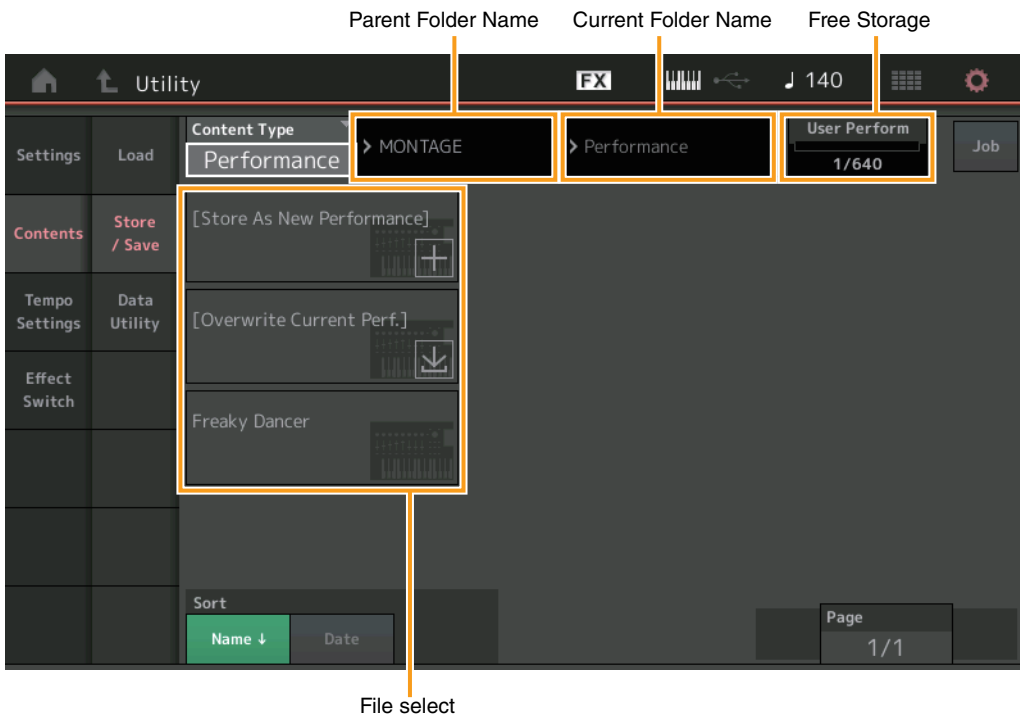 Parent Folder Name
Current Folder Name
Free Storage
Utility
FX
140
Settings
Load
Content Type
Performance
MONTAGE
Performance
User Perform
1/640
Job
Contents
Store
/ Save
[Store As New Performance]
Tempo
Settings
Data
Utility
[Overwrite Current Perf.]
Effect
Switch
Freaky Dancer
Sort
Name ↓
Date
Page
1/1
File select